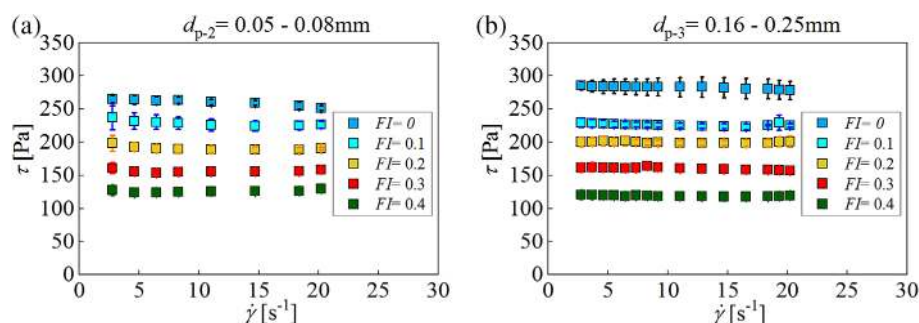 (a) d_p-2 = 0.05 - 0.08mm
350
300
250
200
150
100
50
0
τ [Pa]
FI= 0
FI= 0.1
FI= 0.2
FI= 0.3
FI= 0.4
0 5 10 15 20 25 30
γ̇ [s⁻¹]
(b) d_p-3 = 0.16 - 0.25mm
350
300
250
200
150
100
50
0
τ [Pa]
FI= 0
FI= 0.1
FI= 0.2
FI= 0.3
FI= 0.4
0 5 10 15 20 25 30
γ̇ [s⁻¹]